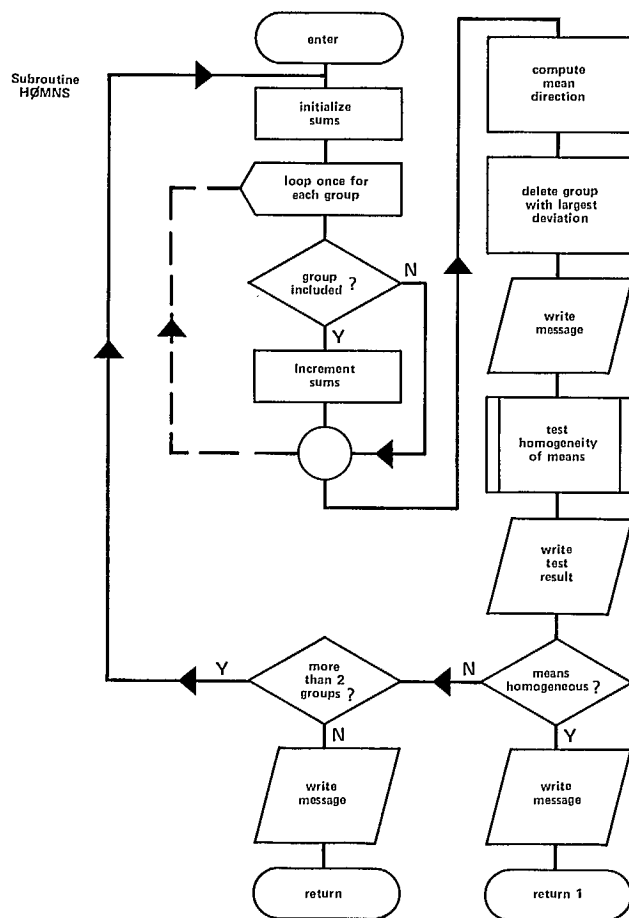 Subroutine
HØMNS
enter
initialize
sums
loop once for
each group
group
included ?
N
Y
Increment
sums
compute
mean
direction
delete group
with largest
deviation
write
message
test
homogeneity
of means
write
test
result
means
homogeneous ?
N
Y
more
than 2
groups ?
Y
N
write
message
return
write
message
return 1